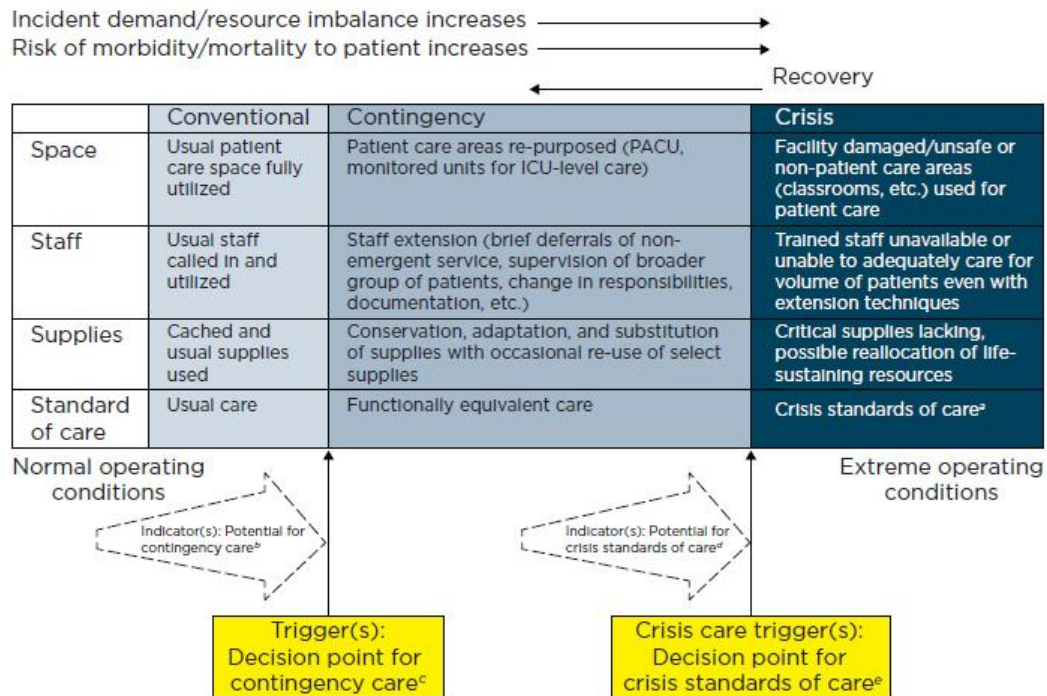 Incident demand/resource imbalance increases
Risk of morbidity/mortality to patient increases
Recovery
Conventional
Contingency
Crisis
Space
Usual patient
care space fully
utilized
Patient care areas re-purposed (PACU,
monitored units for ICU-level care)
Facility damaged/unsafe or
non-patient care areas
(classrooms, etc.) used for
patient care
Staff
Usual staff
called in and
utilized
Staff extension (brief deferrals of non-
emergent service, supervision of broader
group of patients, change in responsibilities,
documentation, etc.)
Trained staff unavailable or
unable to adequately care for
volume of patients even with
extension techniques
Supplies
Cached and
usual supplies
used
Conservation, adaptation, and substitution
of supplies with occasional re-use of select
supplies
Critical supplies lacking,
possible reallocation of life-
sustaining resources
Standard
of care
Usual care
Functionally equivalent care
Crisis standards of careᵃ
Normal operating
conditions
Extreme operating
conditions
Indicator(s): Potential for
contingency careᵇ
Indicator(s): Potential for
crisis standards of careᵈ
Trigger(s):
Decision point for
contingency careᶜ
Crisis care trigger(s):
Decision point for
crisis standards of careᵉ